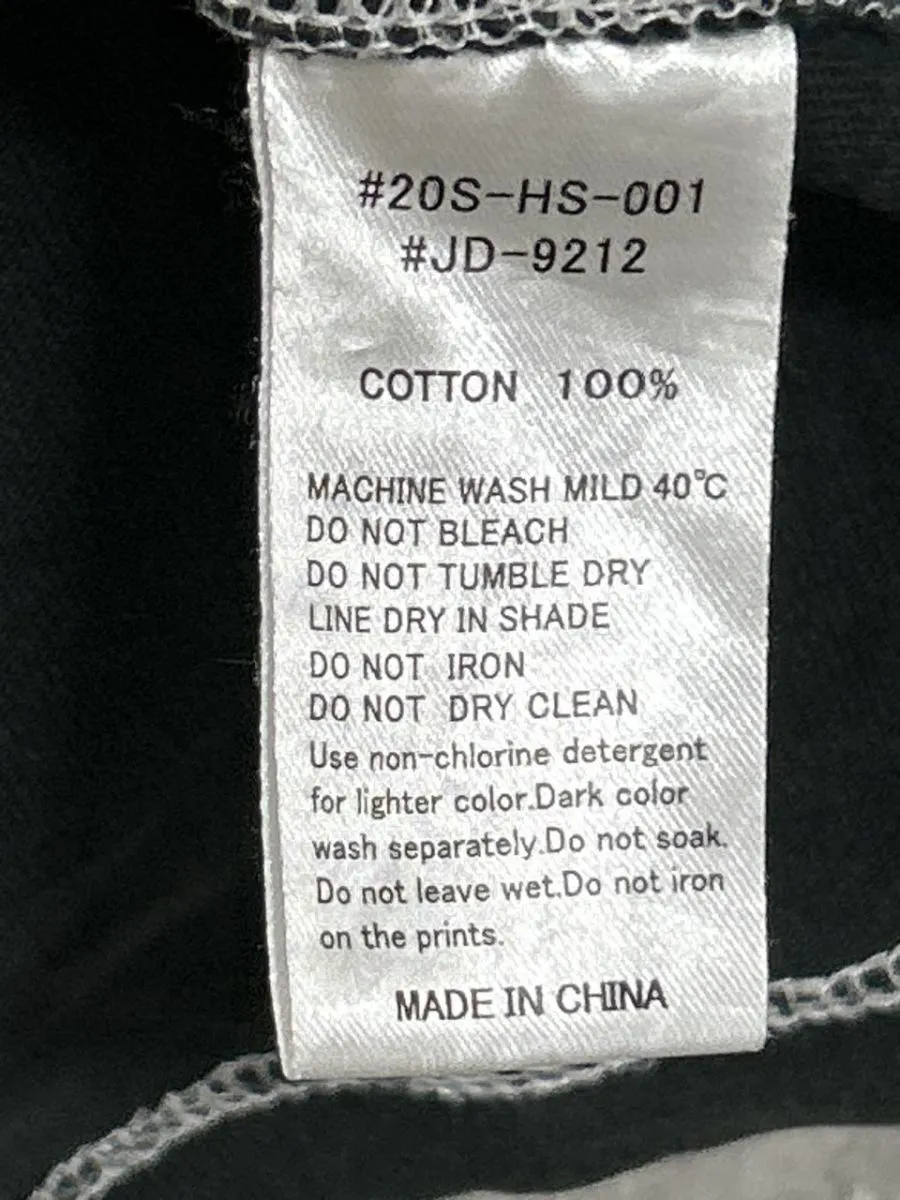 #20S-HS-001
#JD-9212
COTTON 100%
MACHINE WASH MILD 40℃
DO NOT BLEACH
DO NOT TUMBLE DRY
LINE DRY IN SHADE
DO NOT IRON
DO NOT DRY CLEAN
Use non-chlorine detergent
for lighter color.Dark color
wash separately.Do not soak.
Do not leave wet.Do not iron
on the prints.
MADE IN CHINA